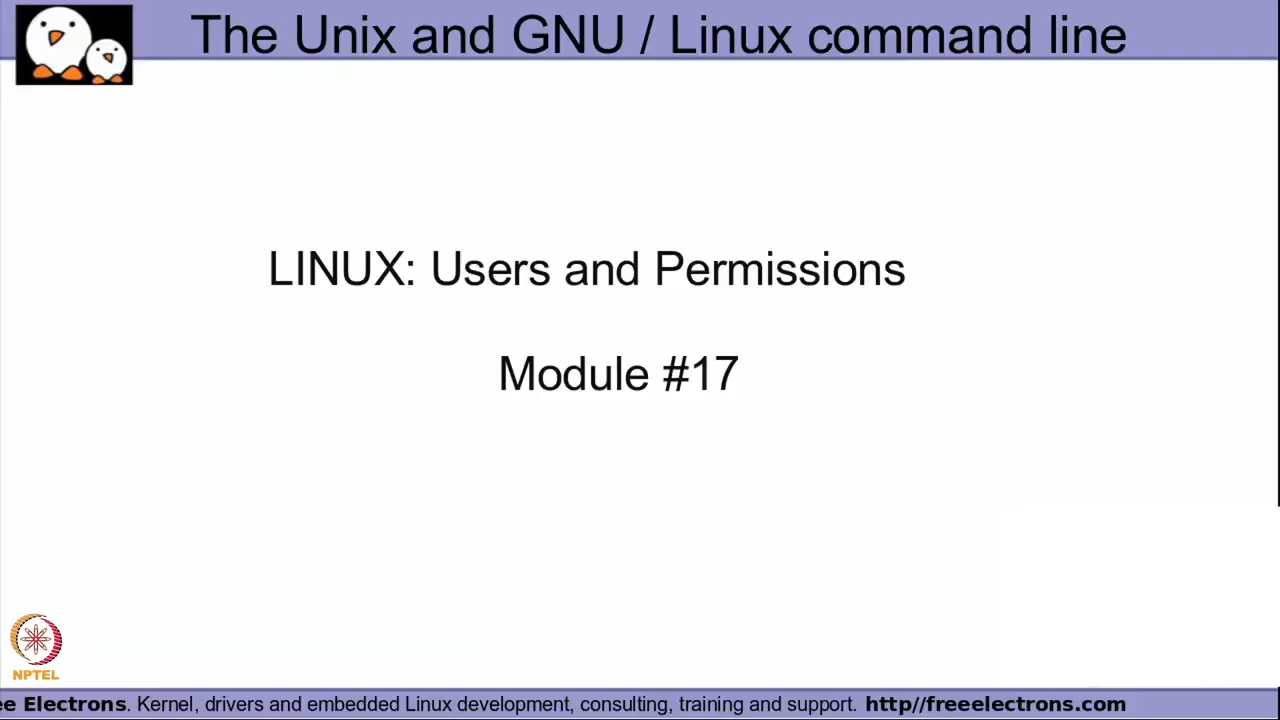 The Unix and GNU / Linux command line
LINUX: Users and Permissions
Module #17
NPTEL
ee Electrons. Kernel, drivers and embedded Linux development, consulting, training and support. http//freeelectrons.com